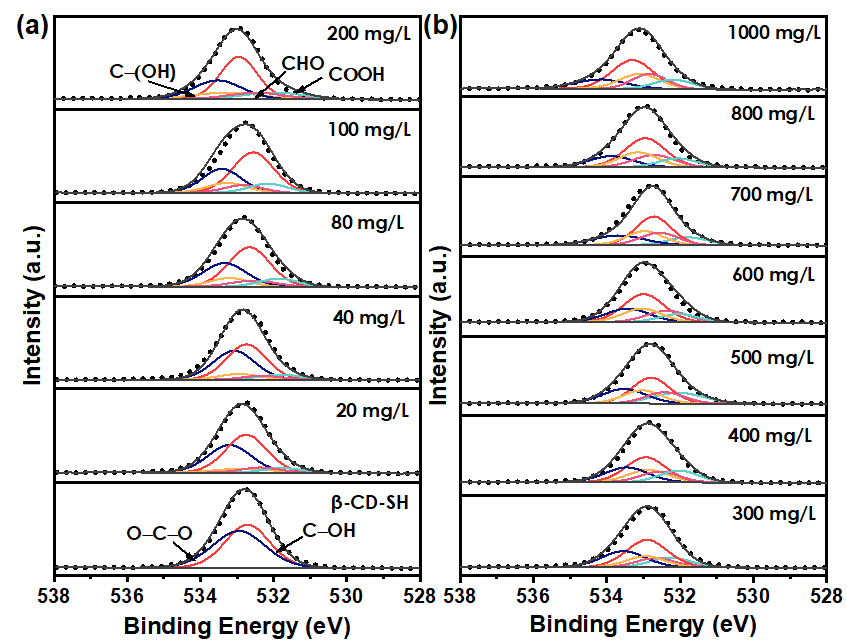 (a)
200 mg/L
C–(OH)
CHO
COOH
100 mg/L
80 mg/L
40 mg/L
20 mg/L
β-CD-SH
O–C–O
C–OH
Intensity (a.u.)
538 536 534 532 530 528
Binding Energy (eV)
(b)
1000 mg/L
800 mg/L
700 mg/L
600 mg/L
500 mg/L
400 mg/L
300 mg/L
Intensity (a.u.)
538 536 534 532 530 528
Binding Energy (eV)